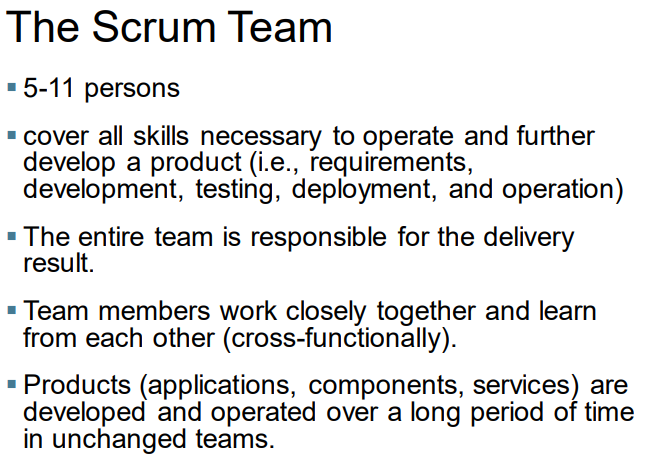 The Scrum Team
▪ 5-11 persons
▪ cover all skills necessary to operate and further
develop a product (i.e., requirements,
development, testing, deployment, and operation)
▪ The entire team is responsible for the delivery
result.
▪ Team members work closely together and learn
from each other (cross-functionally).
▪ Products (applications, components, services) are
developed and operated over a long period of time
in unchanged teams.